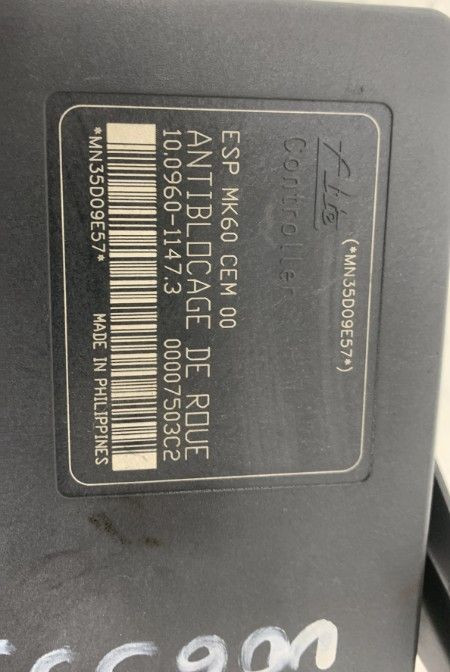 (*MN35D09E57*)
Ate
Controller
ESP MK60 CEM 00
ANTIBLOCAGE DE ROUE
10.0960-1147.3 00007503C2
*MN35D09E57* MADE IN PHILIPPINES